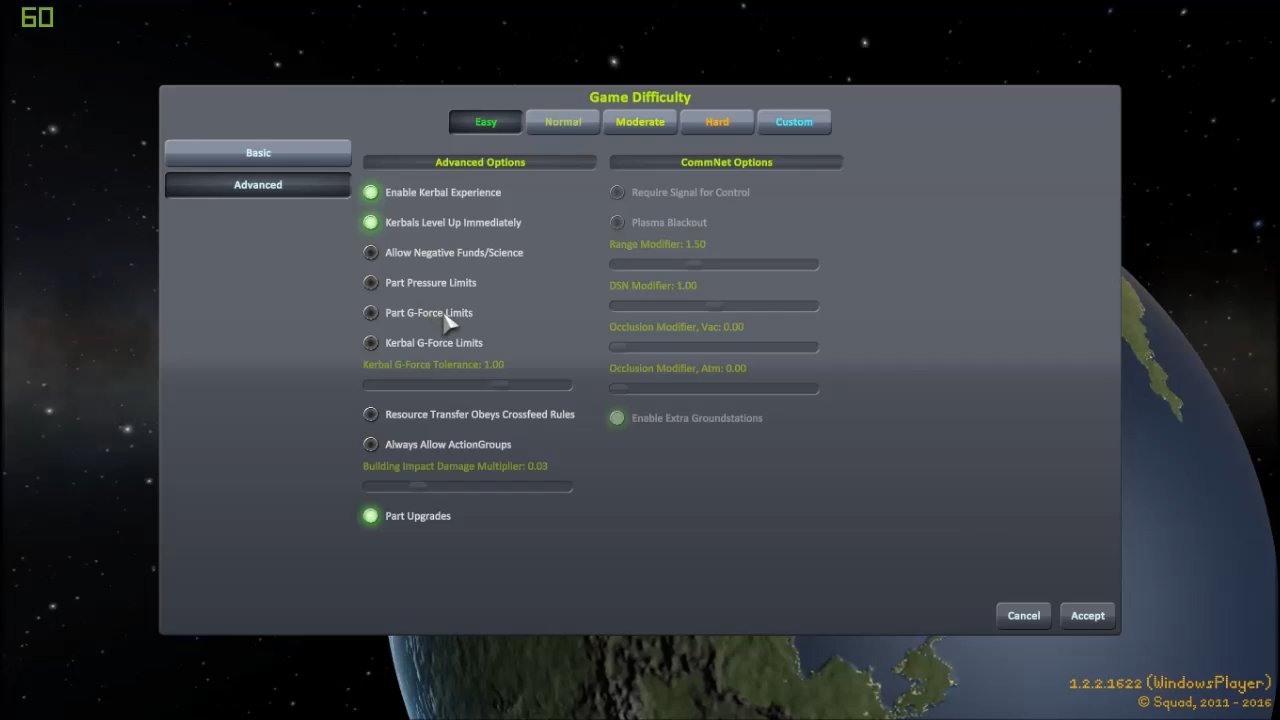 60
Game Difficulty
Easy
Normal
Moderate
Hard
Custom
Basic
Advanced
Advanced Options
Enable Kerbal Experience
Kerbals Level Up Immediately
Allow Negative Funds/Science
Part Pressure Limits
Part G-Force Limits
Kerbal G-Force Limits
Kerbal G-Force Tolerance: 1.00
Resource Transfer Obeys Crossfeed Rules
Always Allow ActionGroups
Building Impact Damage Multiplier: 0.03
Part Upgrades
CommNet Options
Require Signal for Control
Plasma Blackout
Range Modifier: 1.50
DSN Modifier: 1.00
Occlusion Modifier, Vac: 0.00
Occlusion Modifier, Atm: 0.00
Enable Extra Groundstations
Cancel
Accept
1.2.2.1622 (WindowsPlayer)
© Squad, 2011 - 2016